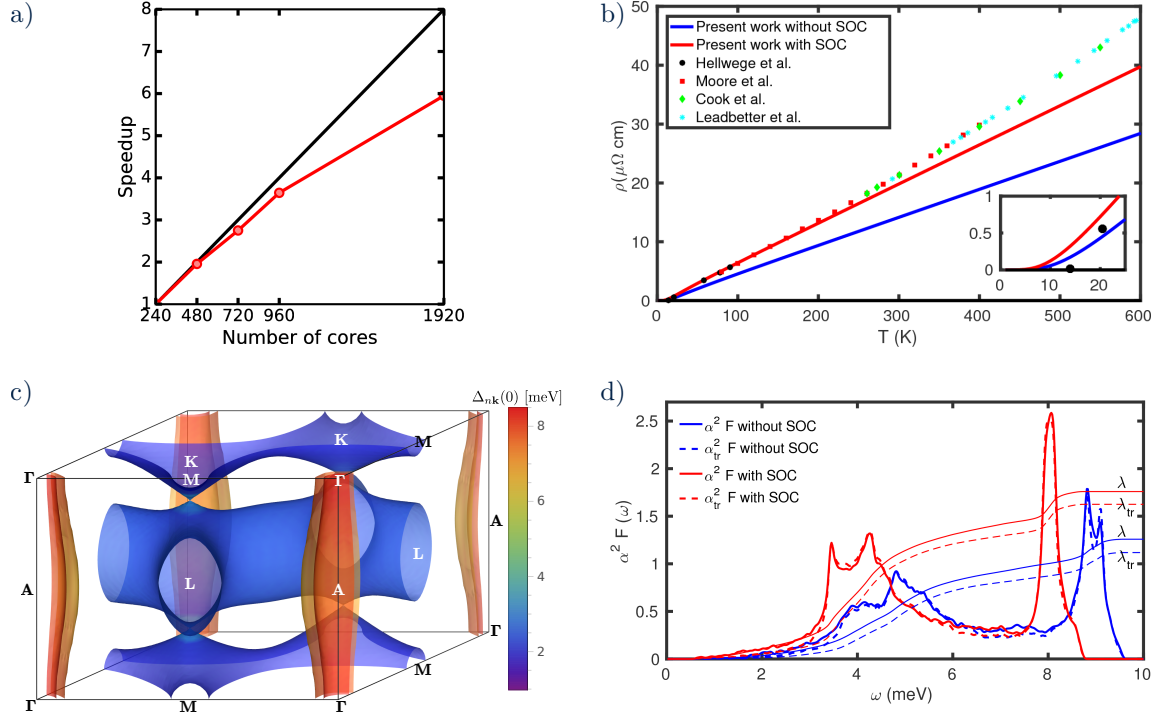 a)
8
7
6
5
4
3
2
1
Speedup
240 480 720 960 1920
Number of cores
b)
50
40
30
20
10
0
ρ(μΩ cm)
Present work without SOC
Present work with SOC
Hellwege et al.
Moore et al.
Cook et al.
Leadbetter et al.
1
0.5
0
0 10 20
0 100 200 300 400 500 600
T (K)
c)
Δnk(0) [meV]
8
6
4
2
K
M
K
M
Γ
Γ
A
L
L
A
A
Γ
M
Γ
M
Γ
d)
2.5
2
1.5
1
0.5
0
α² F (ω)
α² F without SOC
α²tr F without SOC
α² F with SOC
α²tr F with SOC
λ
λtr
λ
λtr
0 2 4 6 8 10
ω (meV)